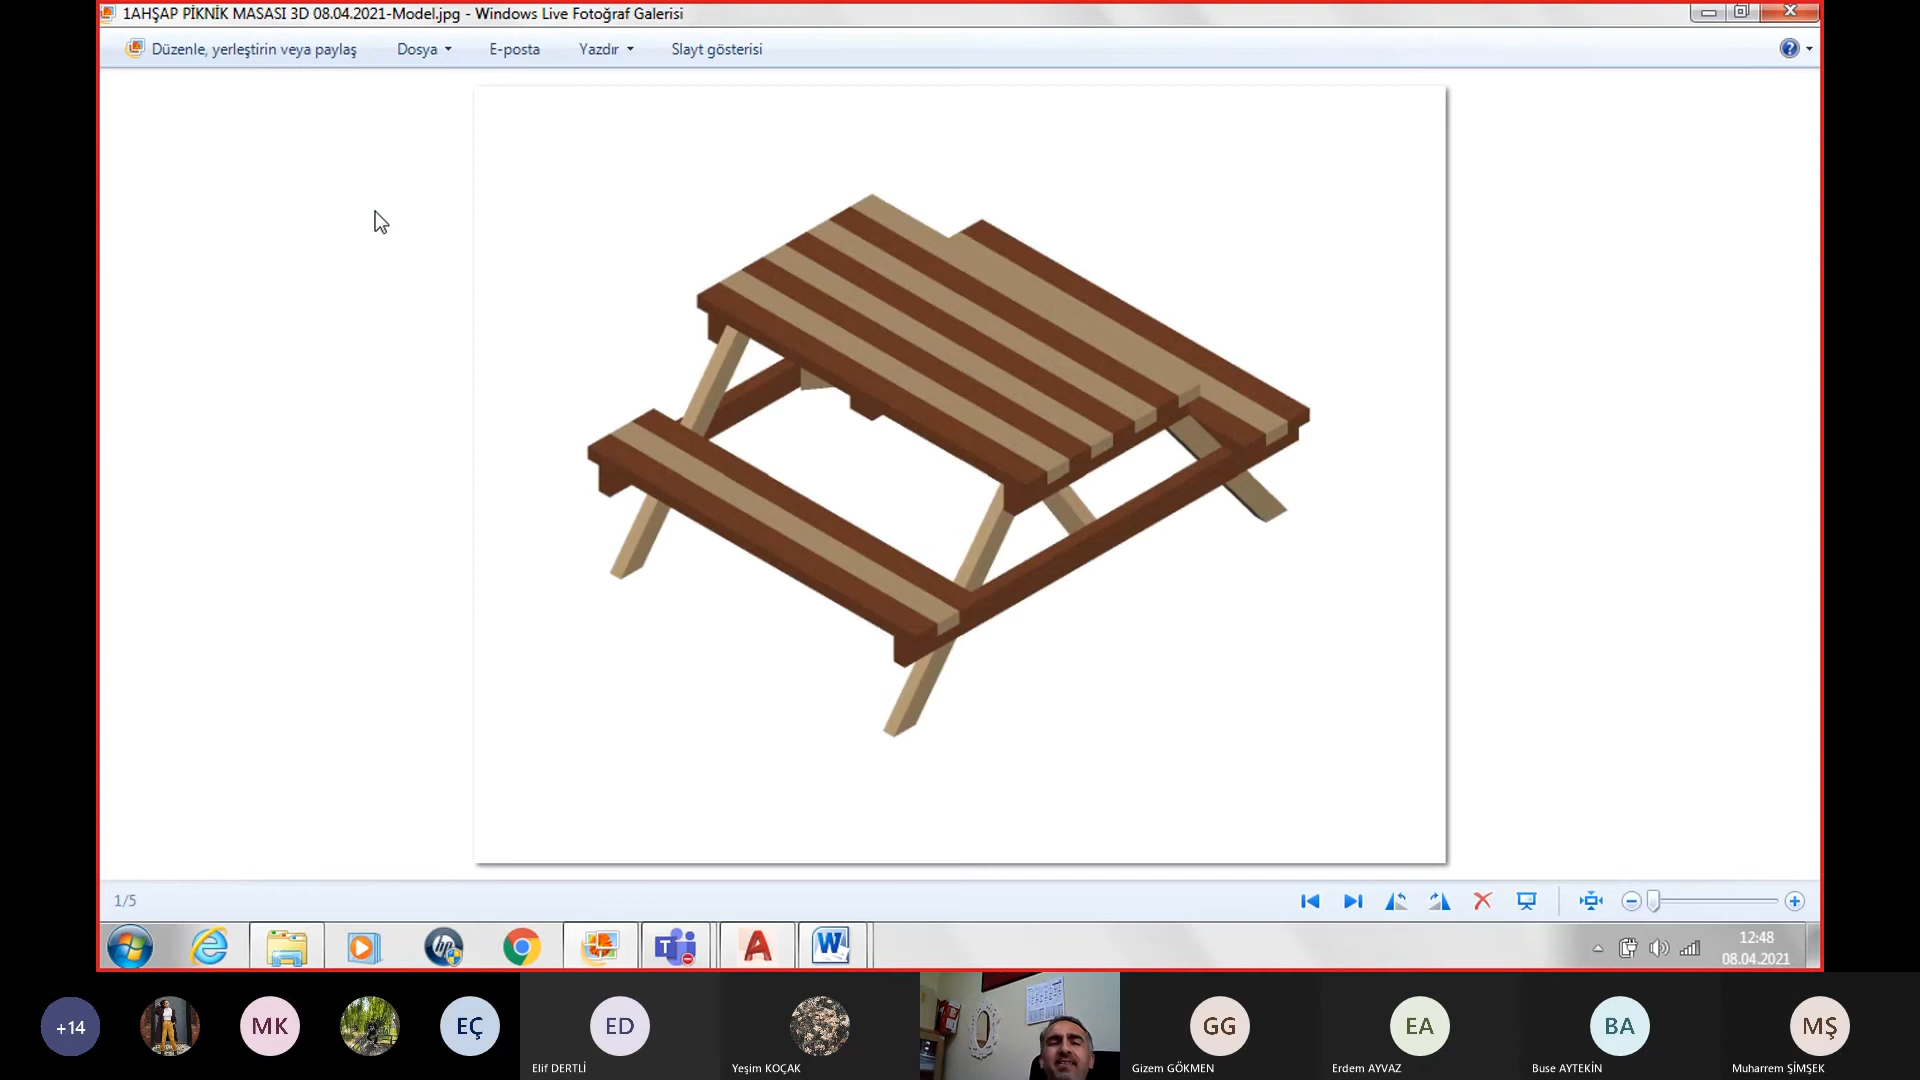 1AHŞAP PİKNİK MASASI 3D 08.04.2021-Model.jpg - Windows Live Fotoğraf Galerisi
Düzenle, yerleştirin veya paylaş Dosya E-posta Yazdır Slayt gösterisi
1/5
12:48
08.04.2021
+14 MK EÇ ED GG EA BA MŞ
Elif DERTLİ Yeşim KOÇAK Gizem GÖKMEN Erdem AYVAZ Buse AYTEKİN Muharrem ŞİMŞEK